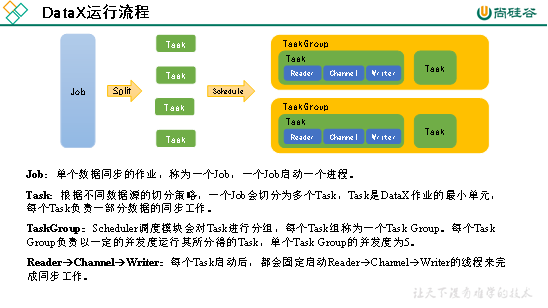 DataX运行流程
尚硅谷
Job
Split
Task
Task
Task
Task
Schedule
TaskGroup
Task
Reader
Channel
Writer
Task
TaskGroup
Task
Reader
Channel
Writer
Task
Job：单个数据同步的作业，称为一个Job，一个Job启动一个进程。
Task：根据不同数据源的切分策略，一个Job会切分为多个Task，Task是DataX作业的最小单元，
每个Task负责一部分数据的同步工作。
TaskGroup：Scheduler调度模块会对Task进行分组，每个Task组称为一个Task Group。每个Task
Group负责以一定的并发度运行其所分得的Task，单个Task Group的并发度为5。
Reader→Channel→Writer：每个Task启动后，都会固定启动Reader→Channel→Writer的线程来完
成同步工作。
让天下没有难学的技术